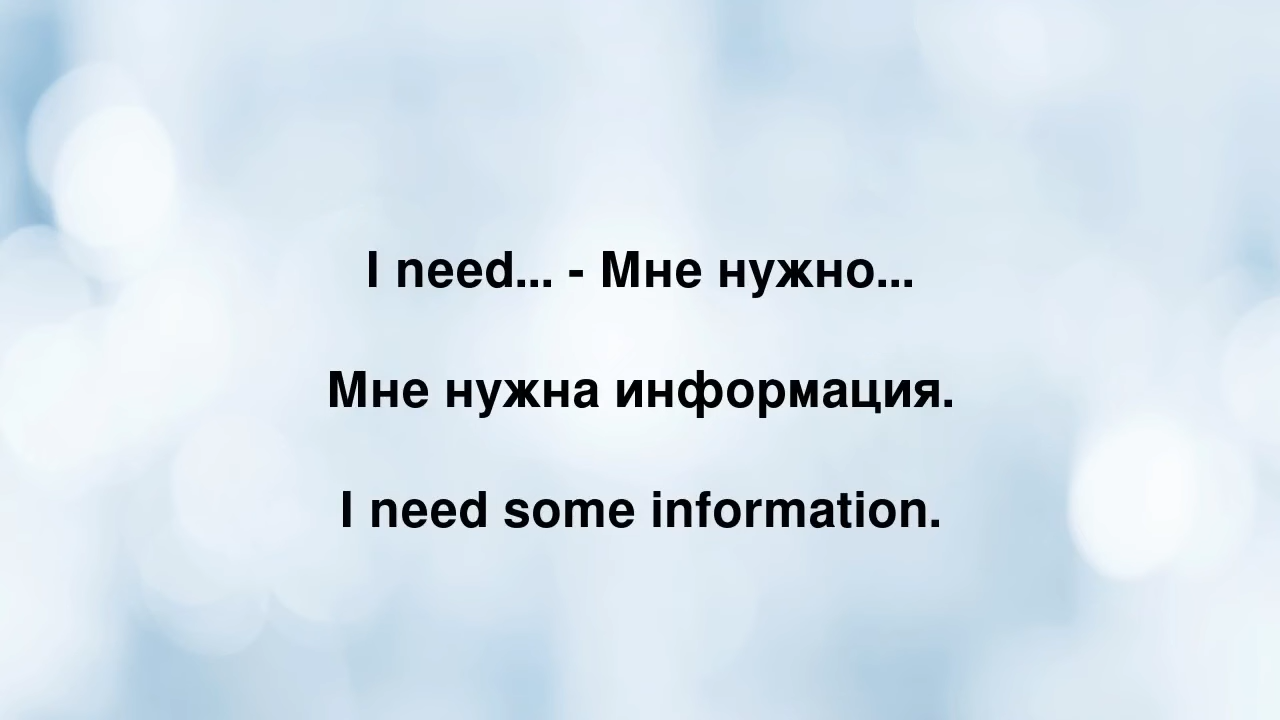 I need... - Мне нужно...
Мне нужна информация.
I need some information.